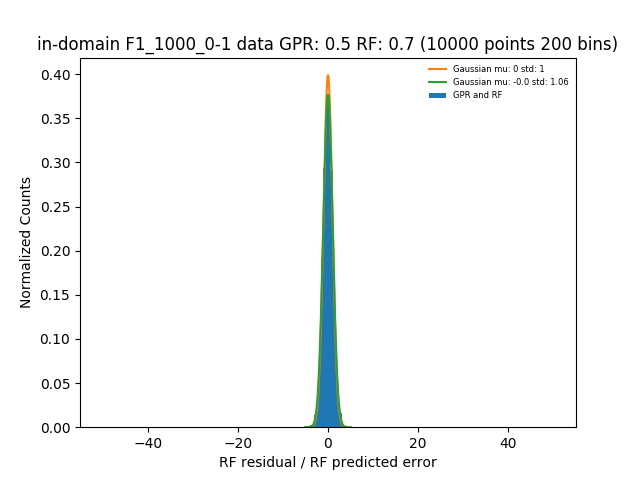 in-domain F1_1000_0-1 data GPR: 0.5 RF: 0.7 (10000 points 200 bins)
Gaussian mu: 0 std: 1
Gaussian mu: -0.0 std: 1.06
GPR and RF
Normalized Counts
0.40
0.35
0.30
0.25
0.20
0.15
0.10
0.05
0.00
−40
−20
0
20
40
RF residual / RF predicted error